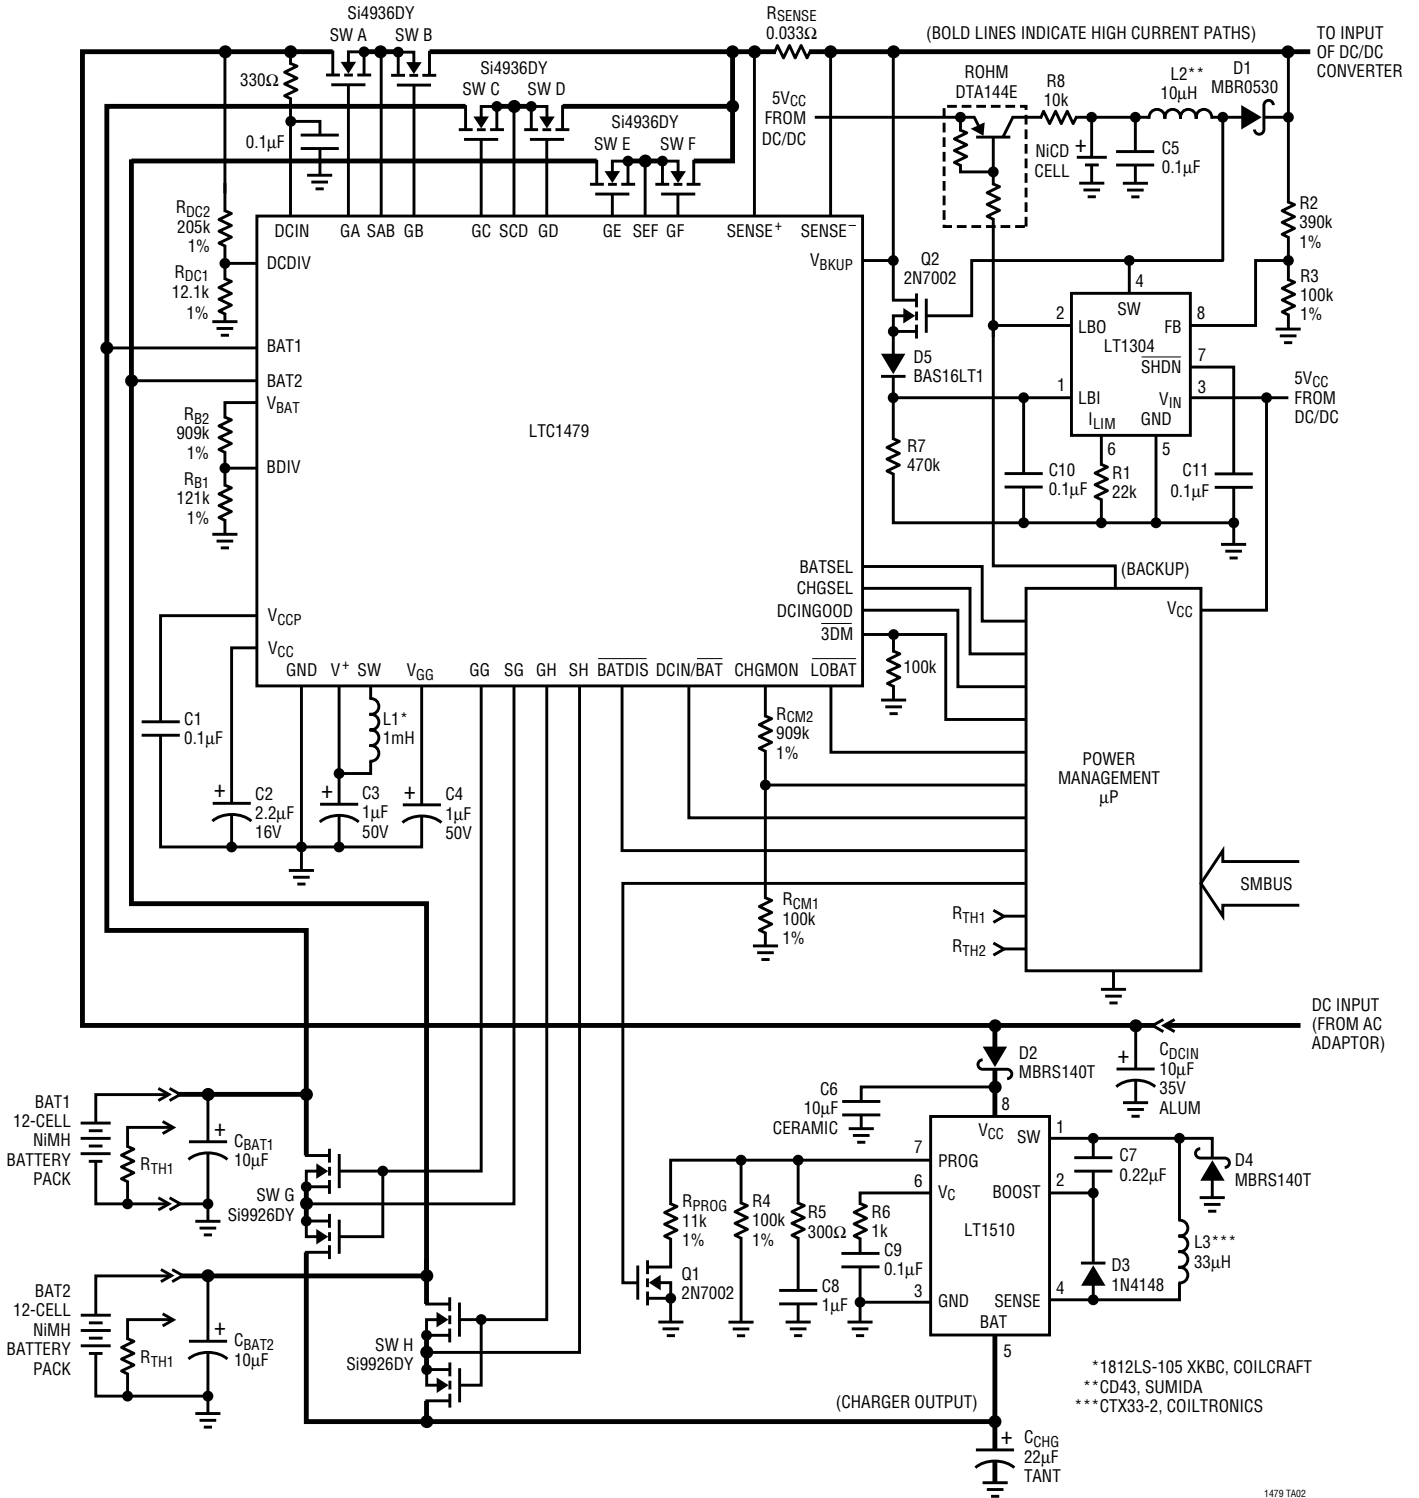 Si4936DY
SW A
SW B
RSENSE
0.033Ω
(BOLD LINES INDICATE HIGH CURRENT PATHS)
TO INPUT
OF DC/DC
CONVERTER
330Ω
0.1µF
Si4936DY
SW C
SW D
Si4936DY
SW E
SW F
5VCC
FROM
DC/DC
ROHM
DTA144E
R8
10k
L2**
10µH
D1
MBR0530
NiCD
CELL
+
C5
0.1µF
RDC2
205k
1%
RDC1
12.1k
1%
DCIN
GA
SAB
GB
GC
SCD
GD
GE
SEF
GF
SENSE+
SENSE–
DCDIV
VBKUP
BAT1
BAT2
VBAT
BDIV
RB2
909k
1%
RB1
121k
1%
LTC1479
Q2
2N7002
D5
BAS16LT1
R7
470k
R2
390k
1%
R3
100k
1%
4
SW
2
LBO
FB
8
LT1304
7
SHDN
1
LBI
VIN
3
ILIM
GND
6
5
5VCC
FROM
DC/DC
C10
0.1µF
R1
22k
C11
0.1µF
BATSEL
CHGSEL
DCINGOOD
3DM
100k
(BACKUP)
VCC
VCCP
VCC
GND
V+
SW
VGG
GG
SG
GH
SH
BATDIS
DCIN/BAT
CHGMON
LOBAT
C1
0.1µF
L1*
1mH
+
C2
2.2µF
16V
+
C3
1µF
50V
+
C4
1µF
50V
RCM2
909k
1%
RCM1
100k
1%
POWER
MANAGEMENT
µP
SMBUS
RTH1
RTH2
DC INPUT
(FROM AC
ADAPTOR)
D2
MBRS140T
+
CDCIN
10µF
35V
ALUM
C6
10µF
CERAMIC
BAT1
12-CELL
NiMH
BATTERY
PACK
RTH1
+
CBAT1
10µF
SW G
Si9926DY
BAT2
12-CELL
NiMH
BATTERY
PACK
RTH1
+
CBAT2
10µF
SW H
Si9926DY
8
VCC
SW
1
7
PROG
6
VC
BOOST
2
LT1510
3
GND
SENSE
4
BAT
5
RPROG
11k
1%
R4
100k
1%
R5
300Ω
R6
1k
C9
0.1µF
C8
1µF
Q1
2N7002
C7
0.22µF
D4
MBRS140T
L3***
33µH
D3
1N4148
(CHARGER OUTPUT)
+
CCHG
22µF
TANT
*1812LS-105 XKBC, COILCRAFT
**CD43, SUMIDA
***CTX33-2, COILTRONICS
1479 TA02